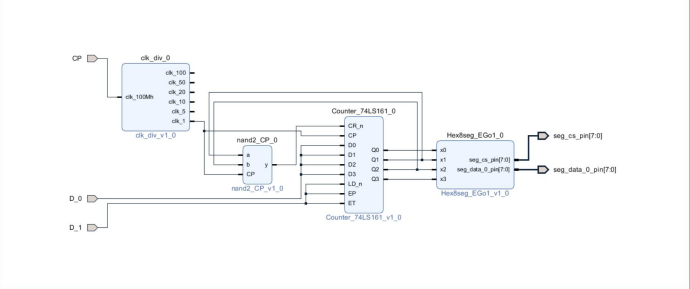 clk_div_0
CP
clk_100
clk_50
clk_20
clk_100Mh
clk_10
clk_5
clk_1
clk_div_v1_0
Counter_74LS161_0
CR_n
CP
D0
D1
D2
D3
LD_n
EP
ET
Q0
Q1
Q2
Q3
Counter_74LS161_v1_0
nand2_CP_0
a
b
CP
y
nand2_CP_v1_0
Hex8seg_EGo1_0
x0
x1
x2
x3
seg_cs_pin[7:0]
seg_data_0_pin[7:0]
Hex8seg_EGo1_v1_0
seg_cs_pin[7:0]
seg_data_0_pin[7:0]
D_0
D_1